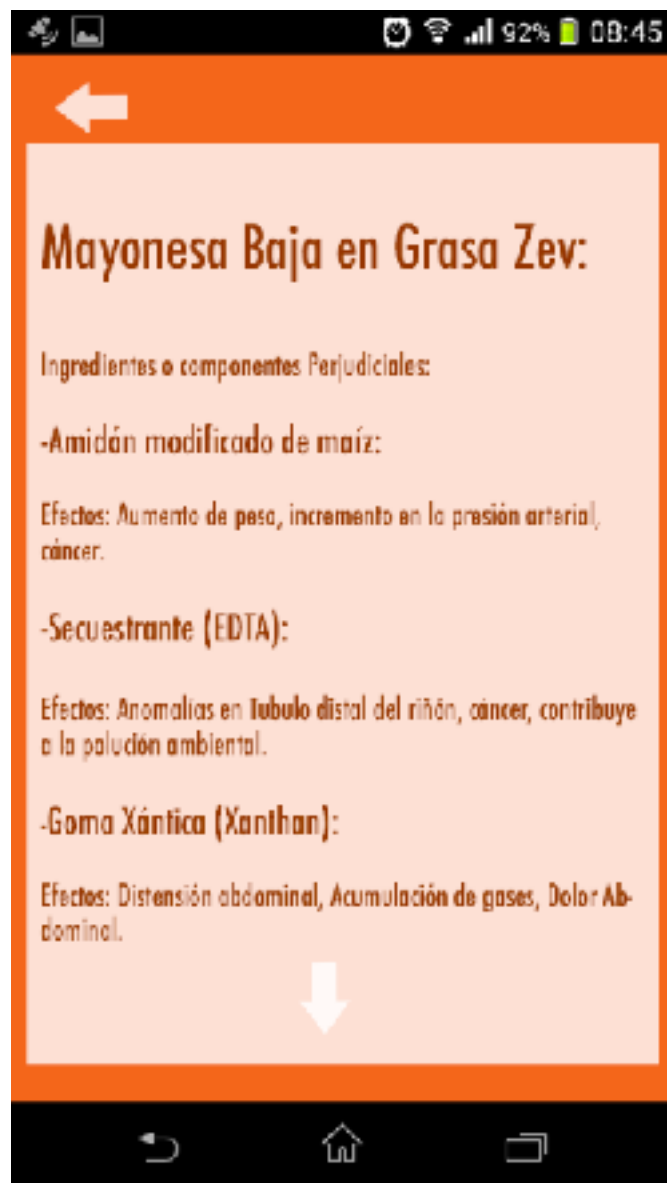 92% 08:45
Mayonesa Baja en Grasa Zev:
Ingredientes o componentes Perjudiciales:
-Amidón modificado de maíz:
Efectos: Aumento de peso, incremento en la presión arterial,
cáncer.
-Secuestrante (EDTA):
Efectos: Anomalías en Tubulo distal del riñón, cáncer, contribuye
a la polución ambiental.
-Goma Xántica (Xanthan):
Efectos: Distensión abdominal, Acumulación de gases, Dolor Ab-
dominal.